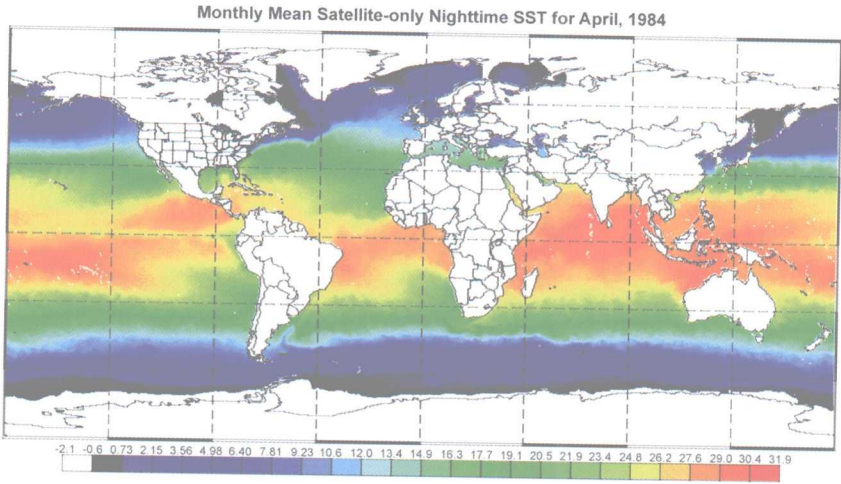 Monthly Mean Satellite-only Nighttime SST for April, 1984
-2.1 -0.6 0.73 2.15 3.56 4.98 6.40 7.81 9.23 10.6 12.0 13.4 14.9 16.3 17.7 19.1 20.5 21.9 23.4 24.8 26.2 27.6 29.0 30.4 31.9